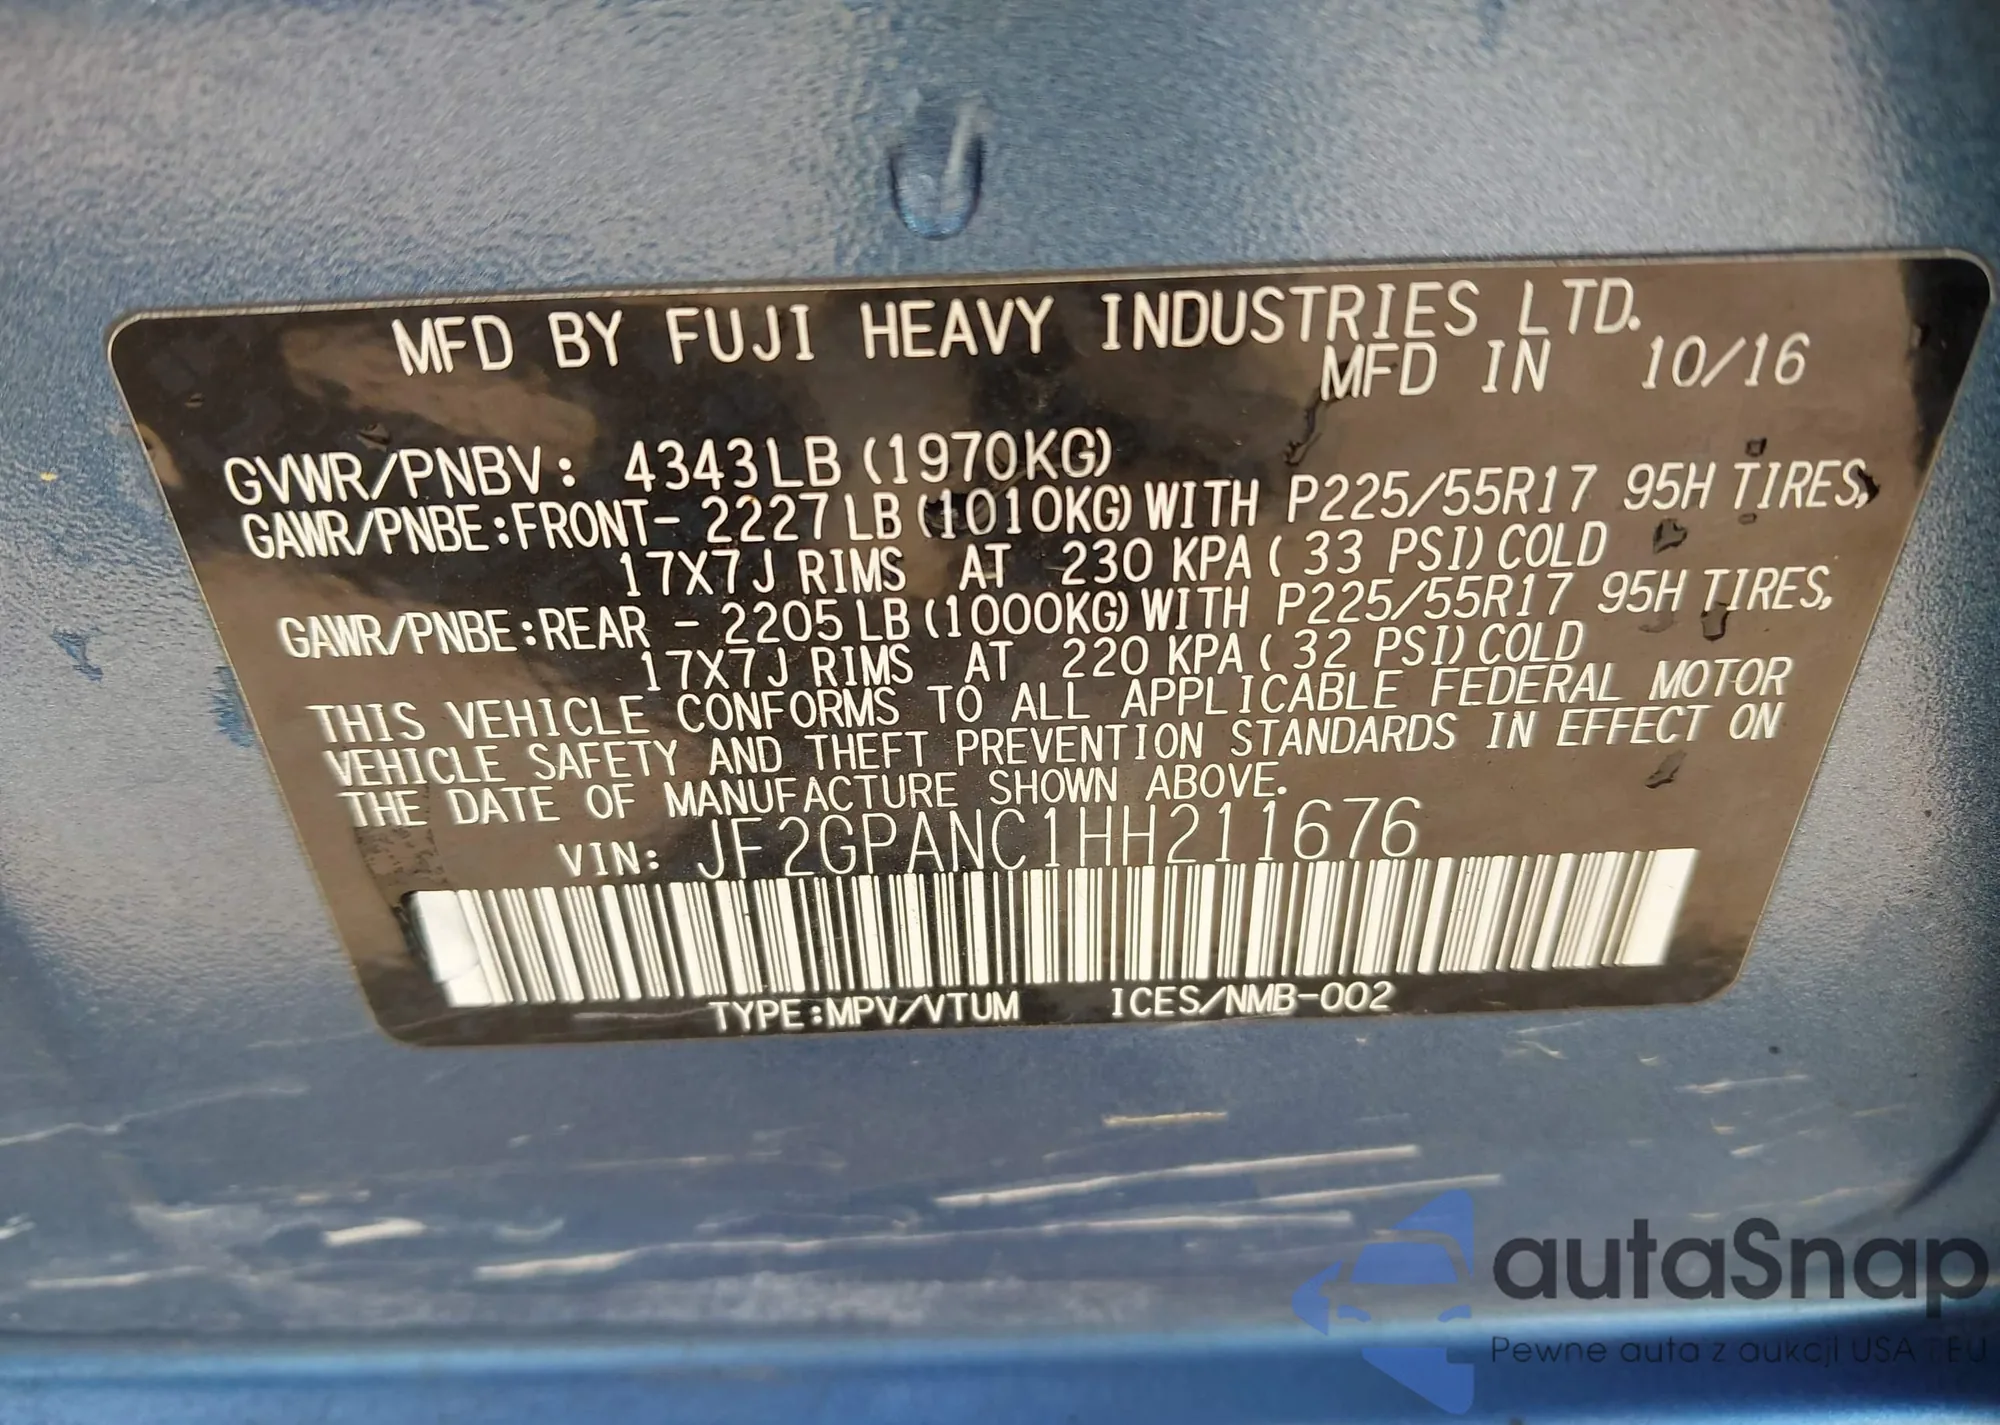 MFD BY FUJI HEAVY INDUSTRIES LTD.
MFD IN 10/16
GVWR/PNBV: 4343LB (1970KG)
GAWR/PNBE:FRONT- 2227LB (1010KG) WITH P225/55R17 95H TIRES,
17X7J RIMS AT 230 KPA ( 33 PSI) COLD
GAWR/PNBE:REAR - 2205LB (1000KG) WITH P225/55R17 95H TIRES,
17X7J RIMS AT 220 KPA ( 32 PSI) COLD
THIS VEHICLE CONFORMS TO ALL APPLICABLE FEDERAL MOTOR
VEHICLE SAFETY AND THEFT PREVENTION STANDARDS IN EFFECT ON
THE DATE OF MANUFACTURE SHOWN ABOVE.
VIN: JF2GPANC1HH211676
TYPE:MPV/VTUM ICES/NMB-002
autaSnap
Pewne auta z aukcji USA i EU